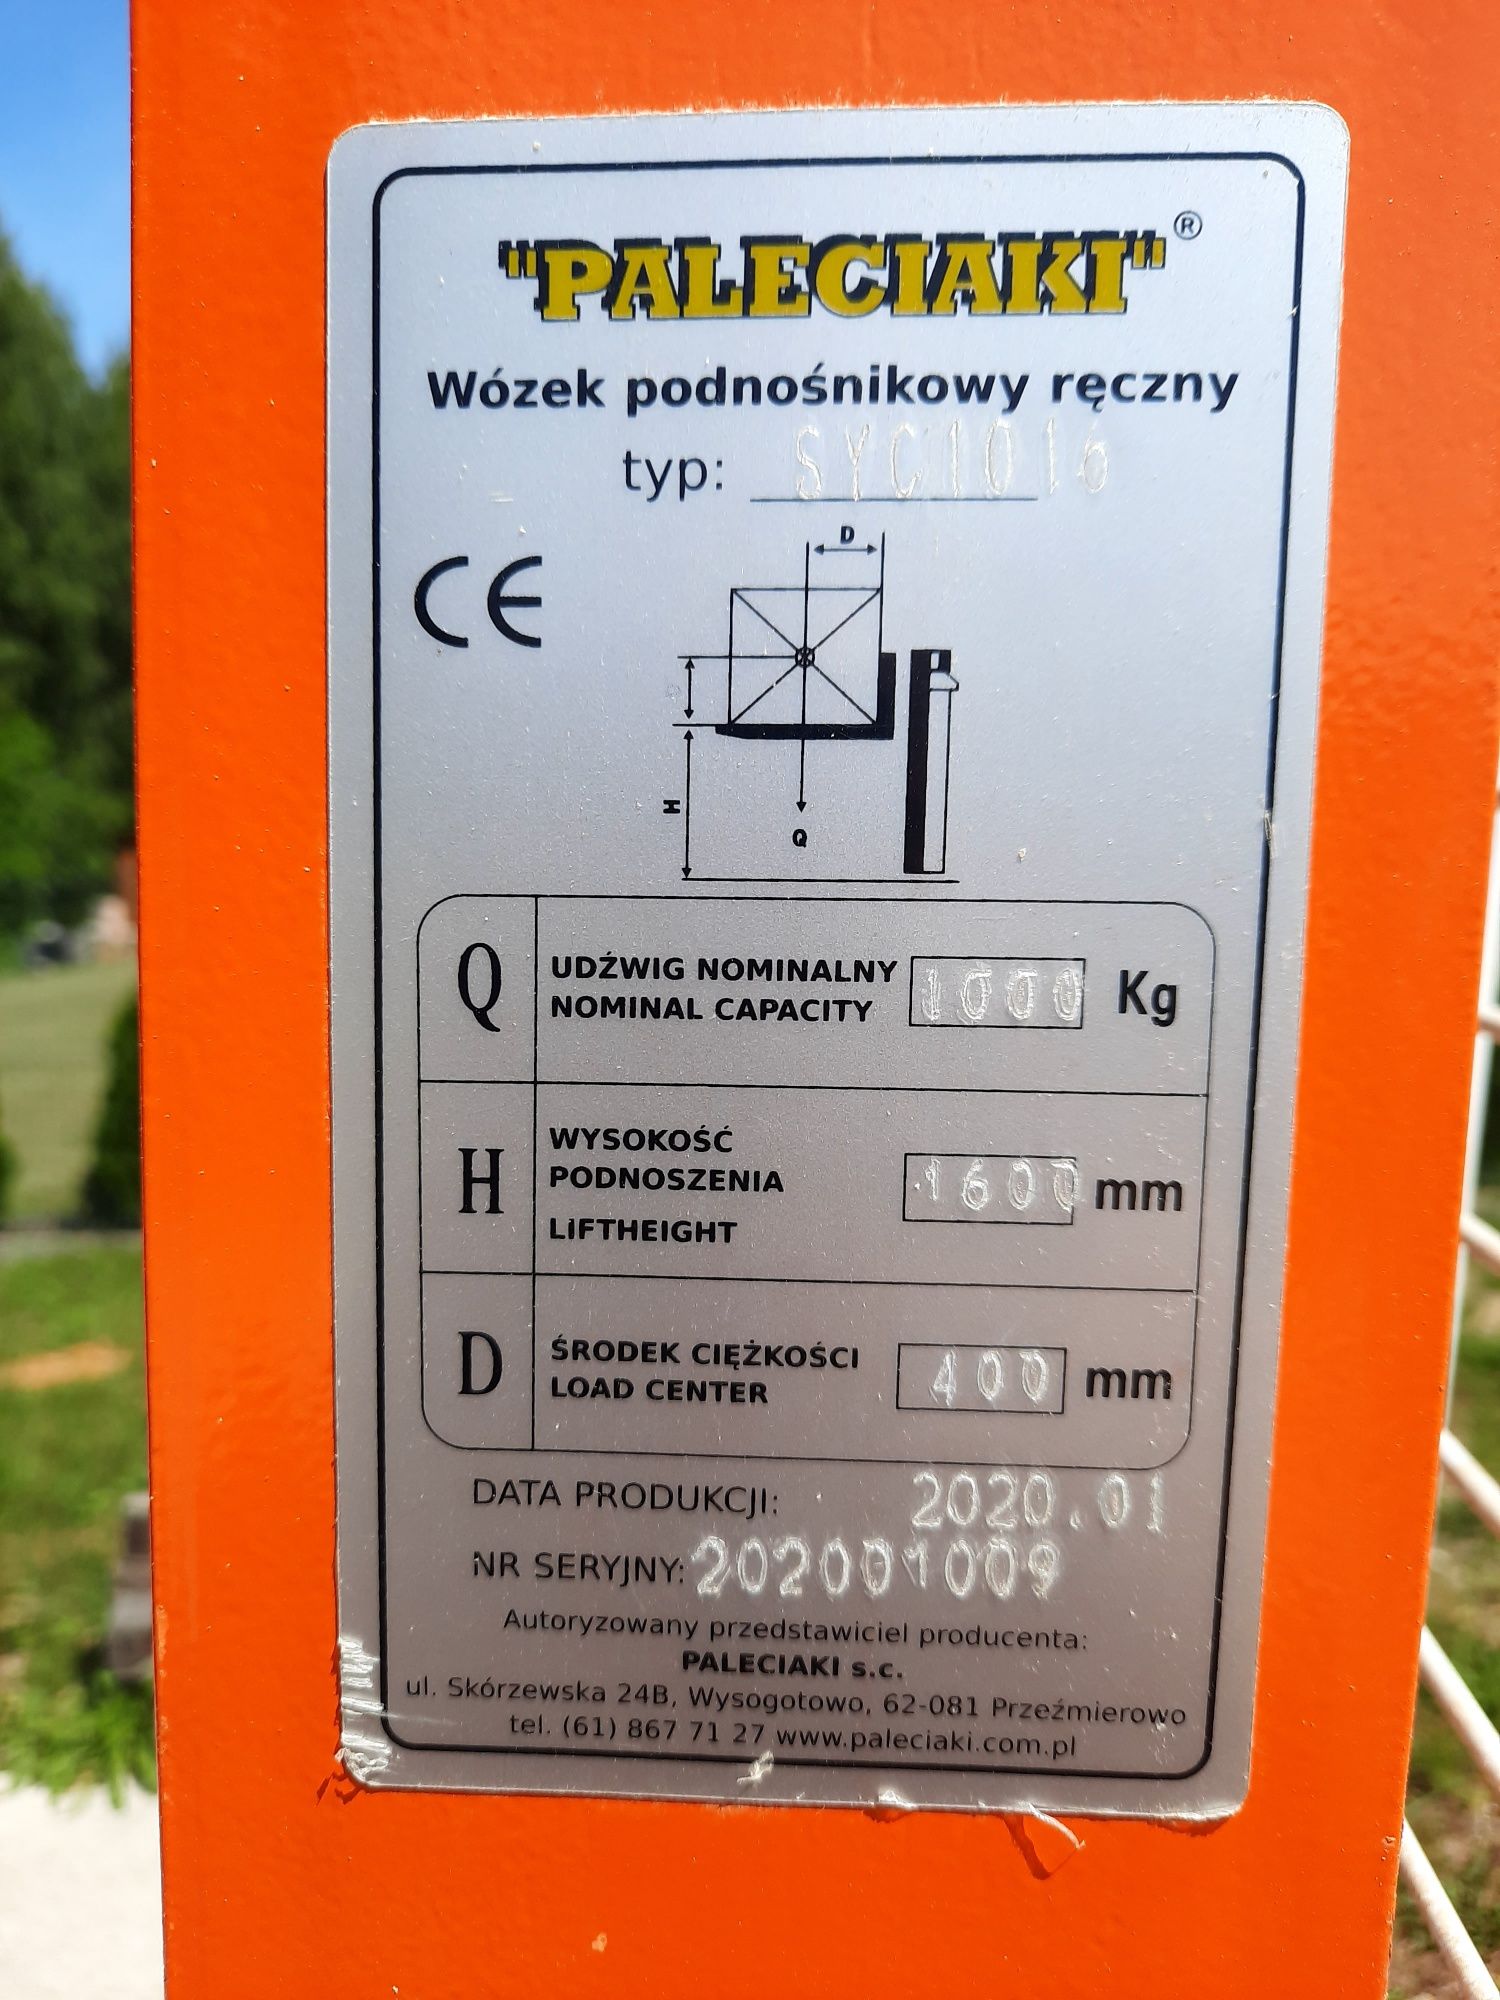 "PALECIAKI"®
Wózek podnośnikowy ręczny
typ: SYC1016
D
CE
H
Q
Q UDŹWIG NOMINALNY 1000 Kg
NOMINAL CAPACITY
H WYSOKOŚĆ
PODNOSZENIA 1600 mm
LIFTHEIGHT
D ŚRODEK CIĘŻKOŚCI 400 mm
LOAD CENTER
DATA PRODUKCJI: 2020.01
NR SERYJNY: 202001009
Autoryzowany przedstawiciel producenta:
PALECIAKI s.c.
ul. Skórzewska 24B, Wysogotowo, 62-081 Przeźmierowo
tel. (61) 867 71 27 www.paleciaki.com.pl